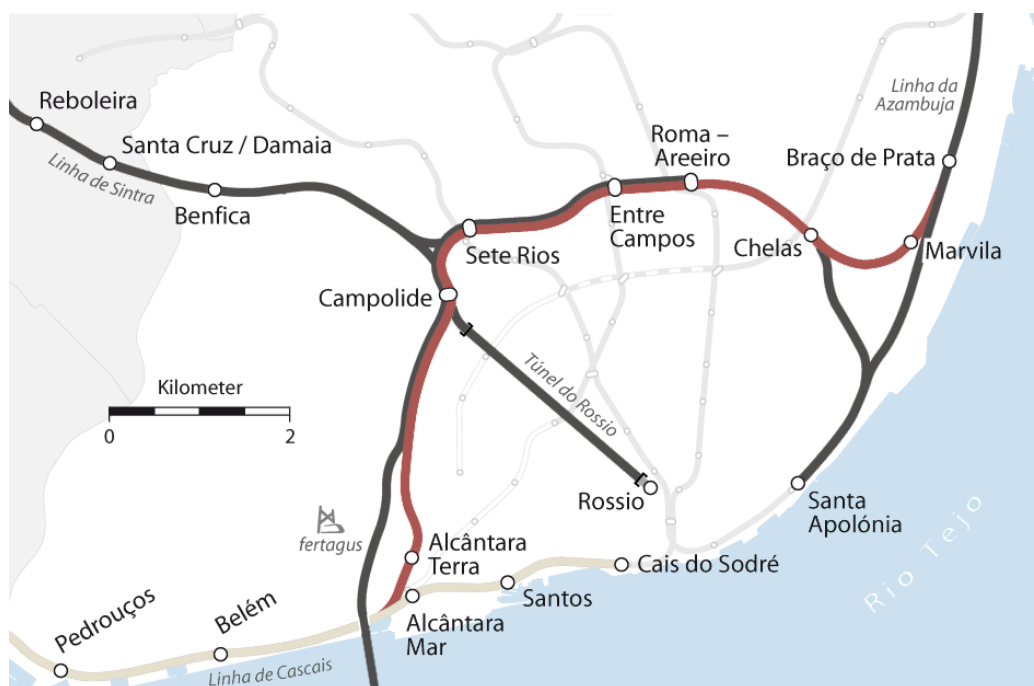 Reboleira
Santa Cruz / Damaia
Linha de Sintra
Benfica
Linha da
Azambuja
Roma –
Areeiro
Braço de Prata
Entre
Campos
Sete Rios
Chelas
Marvila
Campolide
Túnel do Rossio
Kilometer
0
2
Rossio
Santa
Apolónia
fertagus
Alcântara
Terra
Cais do Sodré
Santos
Alcântara
Mar
Pedrouços
Belém
Linha de Cascais
Rio Tejo